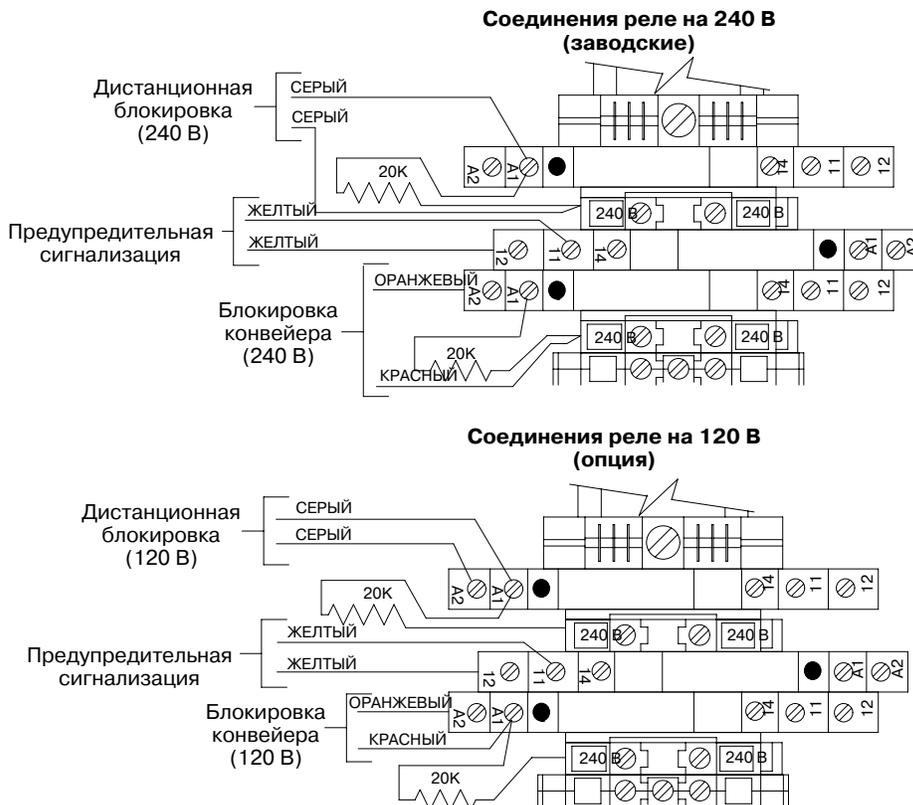 Соединения реле на 240 В
(заводские)
Дистанционная
блокировка
(240 В)
СЕРЫЙ
СЕРЫЙ
20K
A2 A1 14 11 12
240 В 240 В
Предупредительная
сигнализация
ЖЕЛТЫЙ
ЖЕЛТЫЙ
12 11 14 A1 A2
Блокировка
конвейера
(240 В)
ОРАНЖЕВЫЙ
A2 A1 14 11 12
240 В 240 В
20K
КРАСНЫЙ
Соединения реле на 120 В
(опция)
Дистанционная
блокировка
(120 В)
СЕРЫЙ
СЕРЫЙ
A2 A1 14 11 12
20K
240 В 240 В
Предупредительная
сигнализация
ЖЕЛТЫЙ
ЖЕЛТЫЙ
12 11 14 A1 A2
Блокировка
конвейера
(120 В)
ОРАНЖЕВЫЙ
A2 A1 14 11 12
КРАСНЫЙ
240 В 240 В
20K